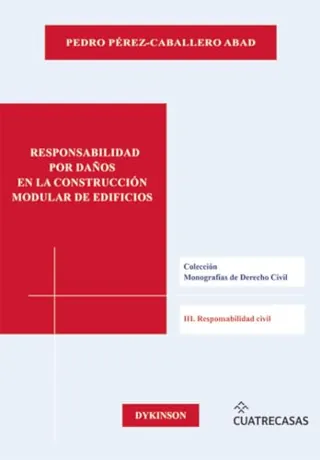 PEDRO PÉREZ-CABALLERO ABAD
RESPONSABILIDAD
POR DAÑOS
EN LA CONSTRUCCIÓN
MODULAR DE EDIFICIOS
Colección
Monografías de Derecho Civil
III. Responsabilidad civil
DYKINSON
CUATRECASAS